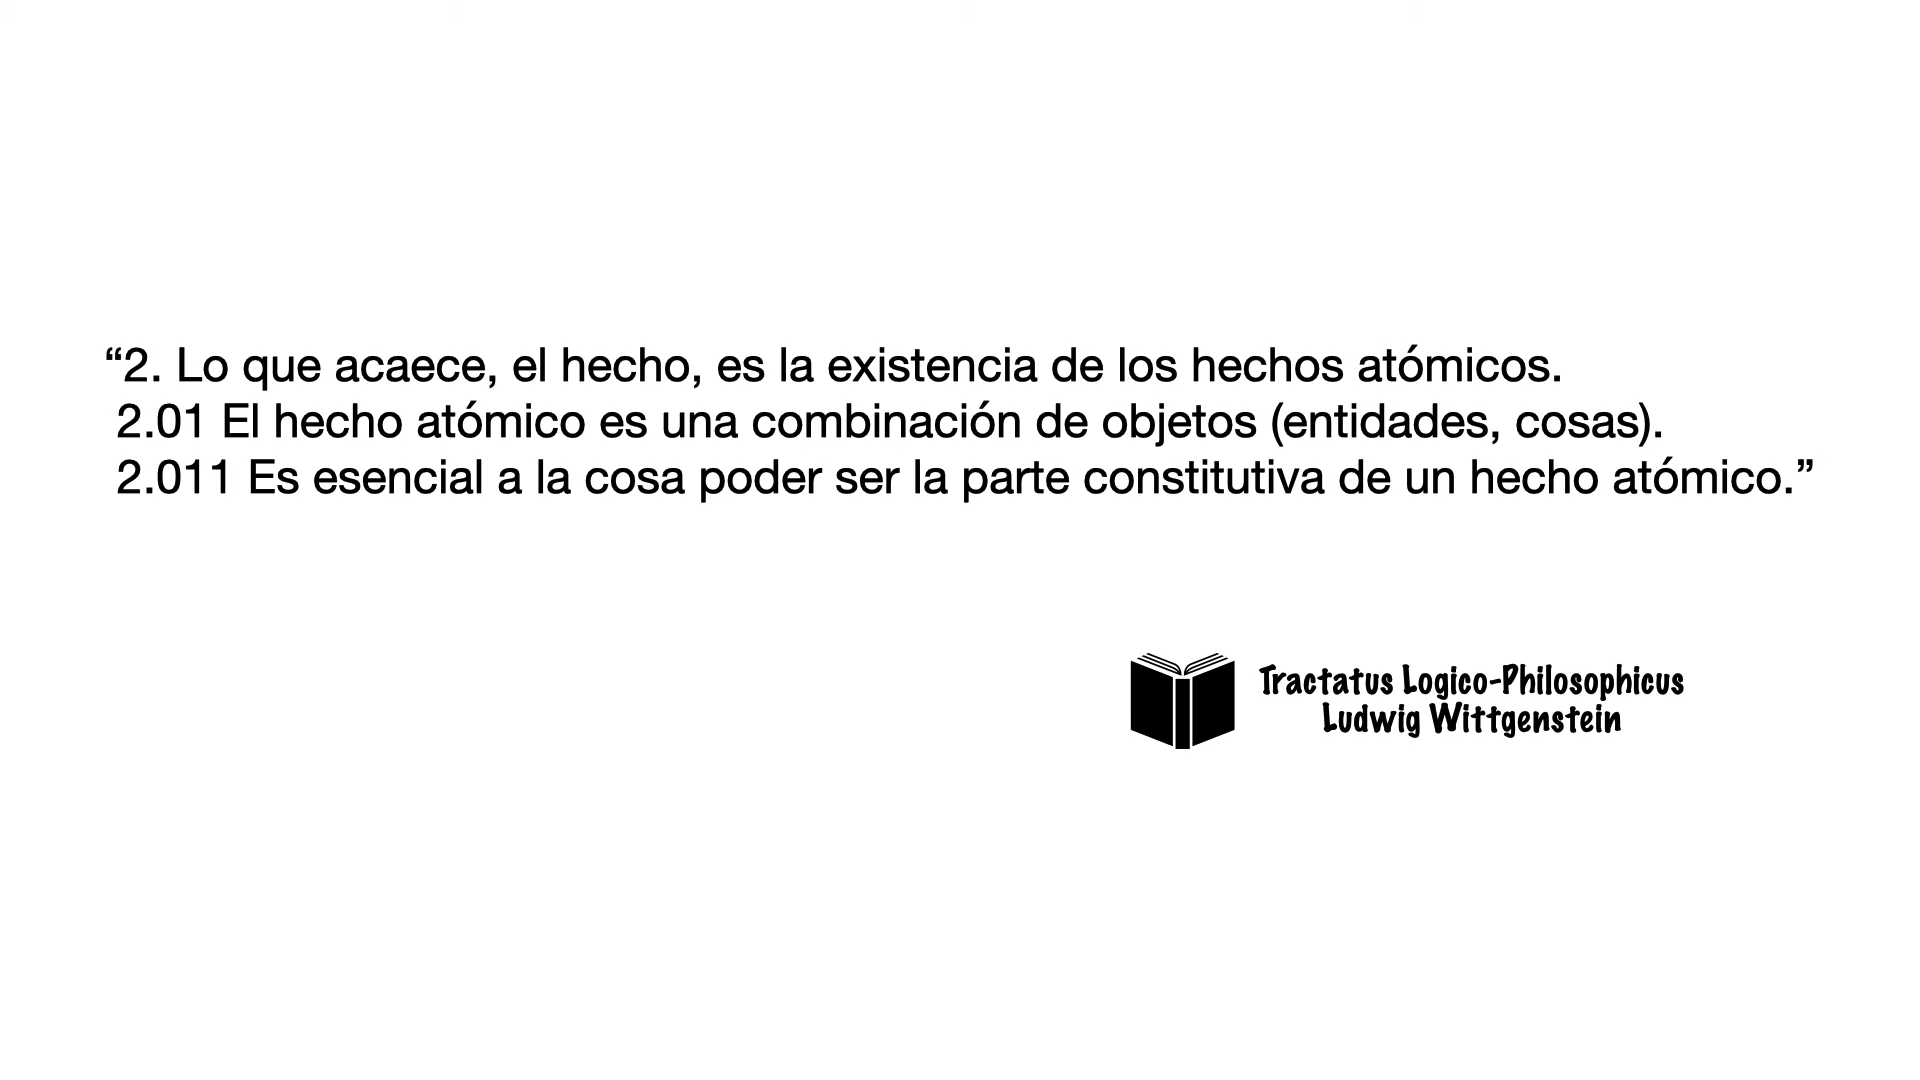 “2. Lo que acaece, el hecho, es la existencia de los hechos atómicos.
2.01 El hecho atómico es una combinación de objetos (entidades, cosas).
2.011 Es esencial a la cosa poder ser la parte constitutiva de un hecho atómico.”
Tractatus Logico-Philosophicus
Ludwig Wittgenstein